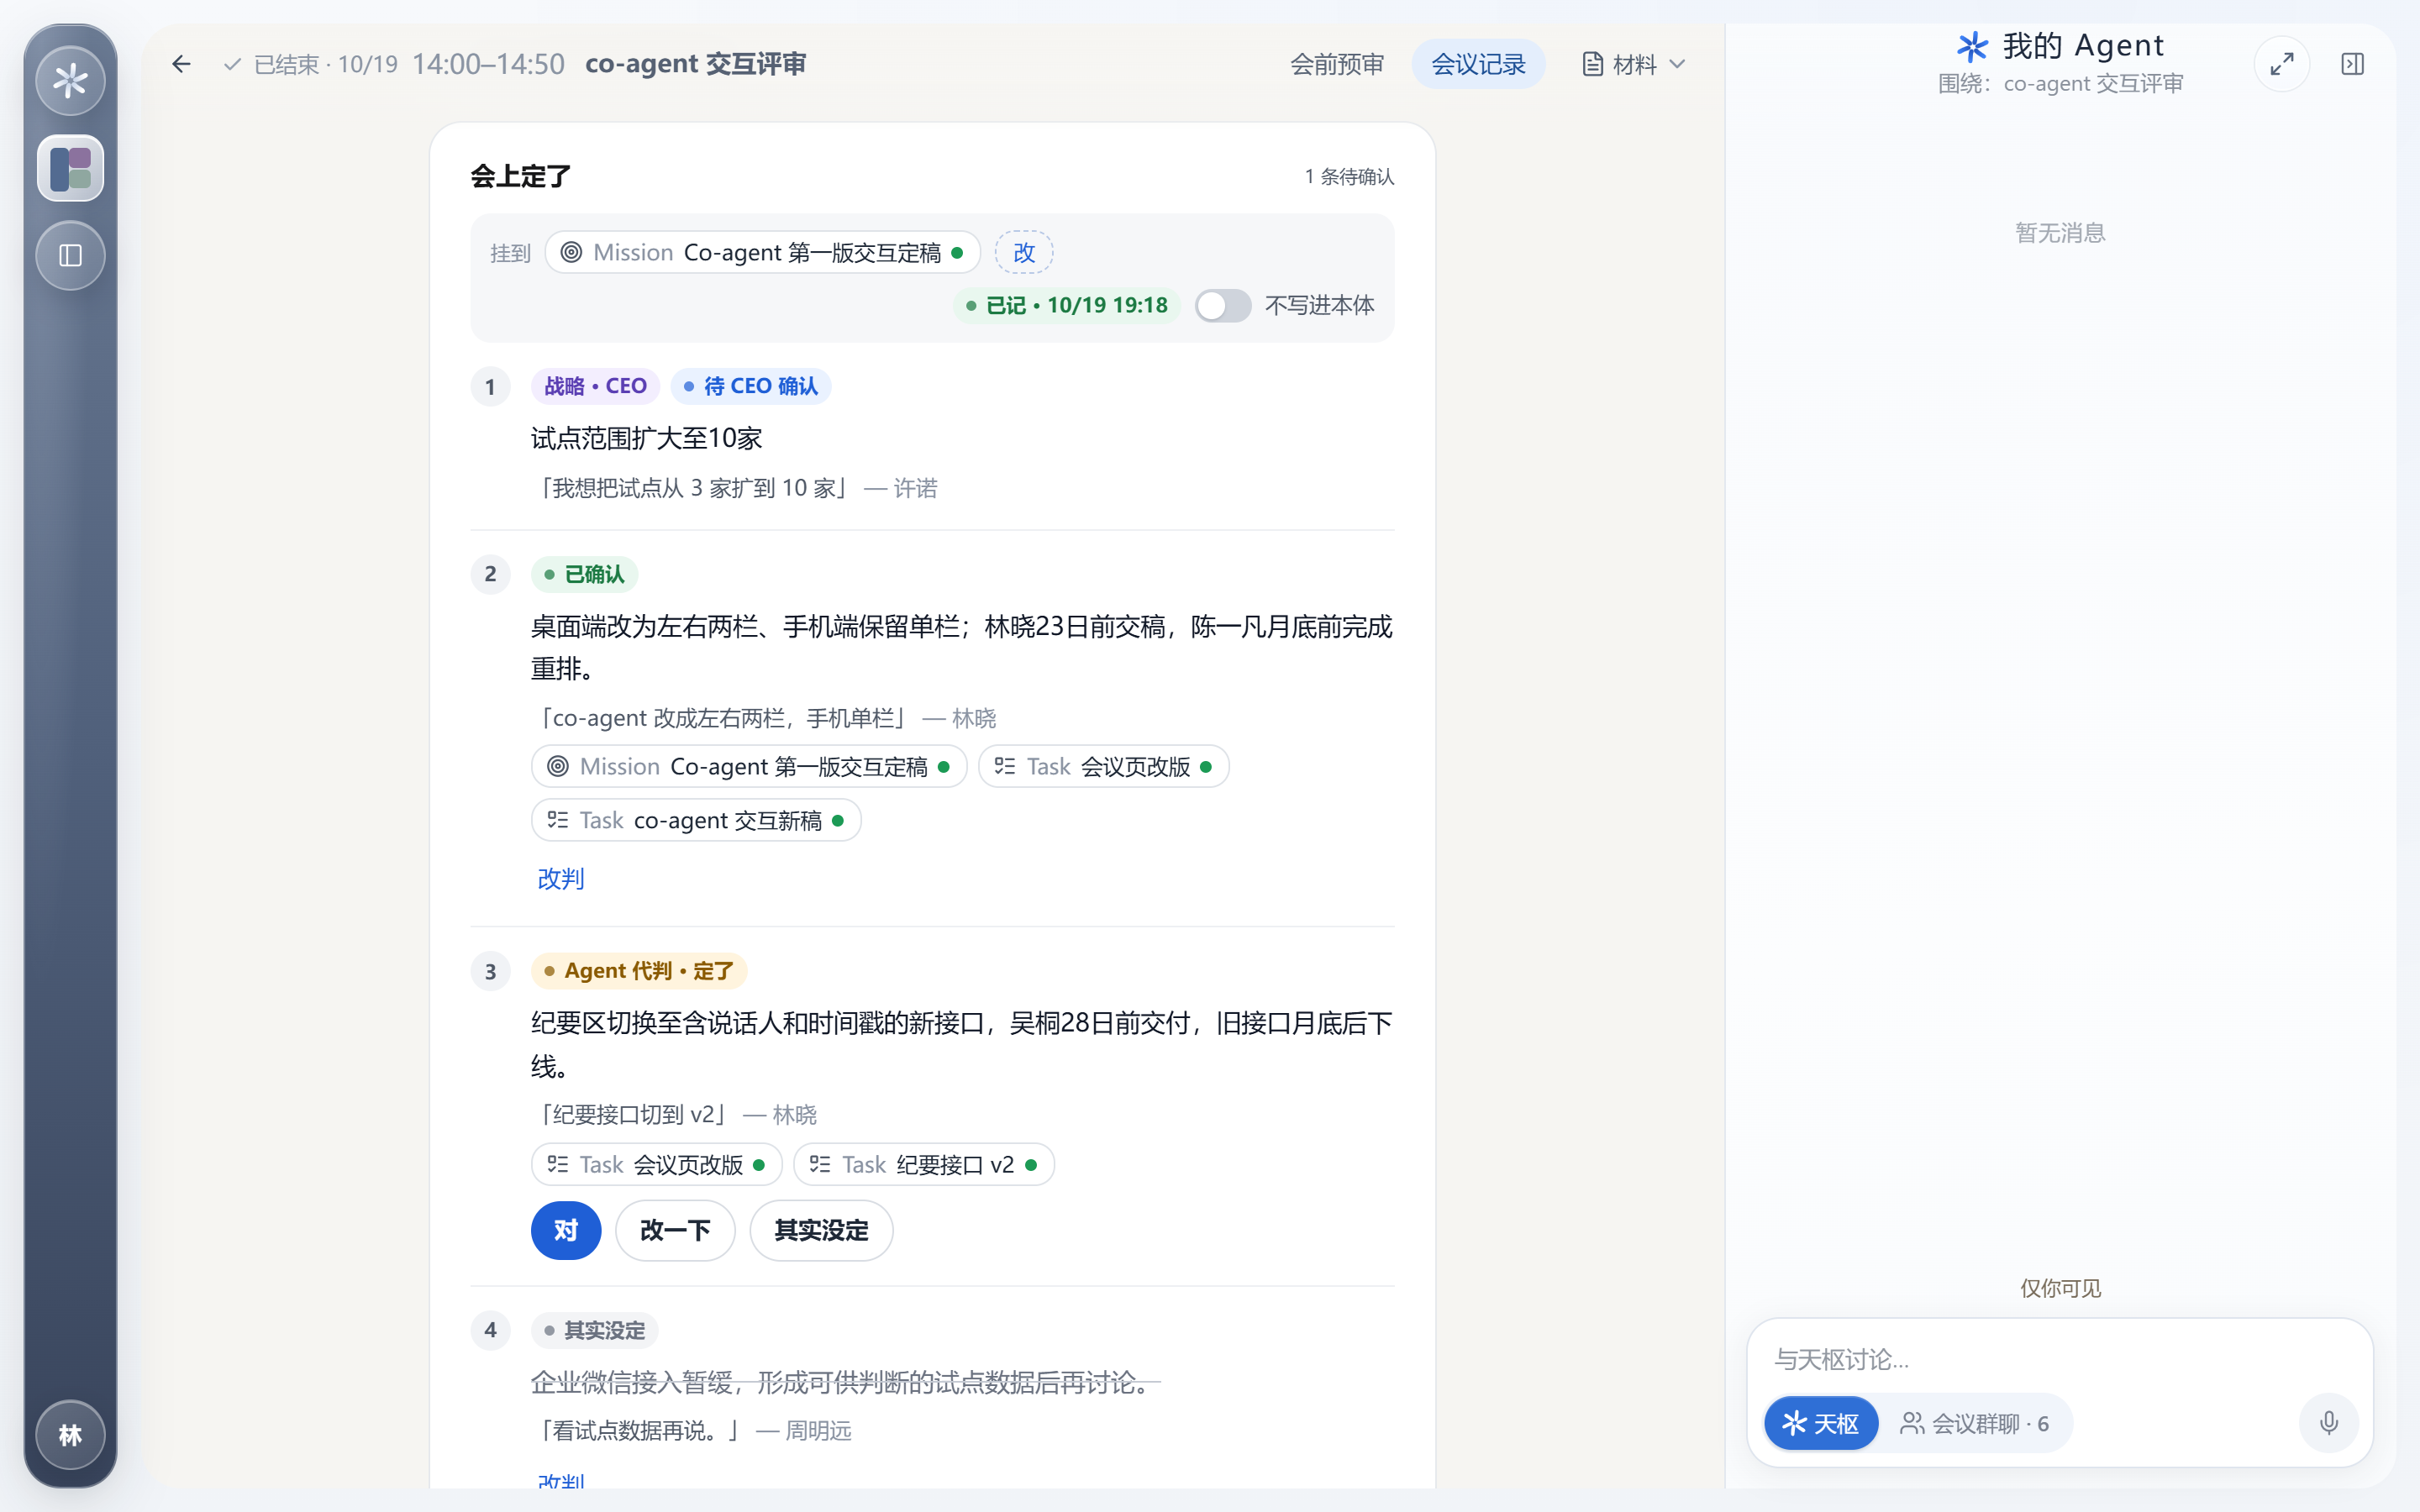 已结束 · 10/19 14:00–14:50 co-agent 交互评审
会前预审 会议记录 材料
会上定了
1 条待确认
挂到 Mission Co-agent 第一版交互定稿 改
已记 • 10/19 19:18 不写进本体
1 战略 • CEO 待 CEO 确认
试点范围扩大至10家
「我想把试点从 3 家扩到 10 家」 — 许诺
2 已确认
桌面端改为左右两栏、手机端保留单栏；林晓23日前交稿，陈一凡月底前完成
重排。
「co-agent 改成左右两栏，手机单栏」 — 林晓
Mission Co-agent 第一版交互定稿 Task 会议页改版
Task co-agent 交互新稿
改判
3 Agent 代判 • 定了
纪要区切换至含说话人和时间戳的新接口，吴桐28日前交付，旧接口月底后下
线。
「纪要接口切到 v2」 — 林晓
Task 会议页改版 Task 纪要接口 v2
对 改一下 其实没定
4 其实没定
企业微信接入暂缓，形成可供判断的试点数据后再讨论。
「看试点数据再说。」 — 周明远
改判
林
我的 Agent
围绕：co-agent 交互评审
暂无消息
仅你可见
与天枢讨论...
天枢 会议群聊 · 6